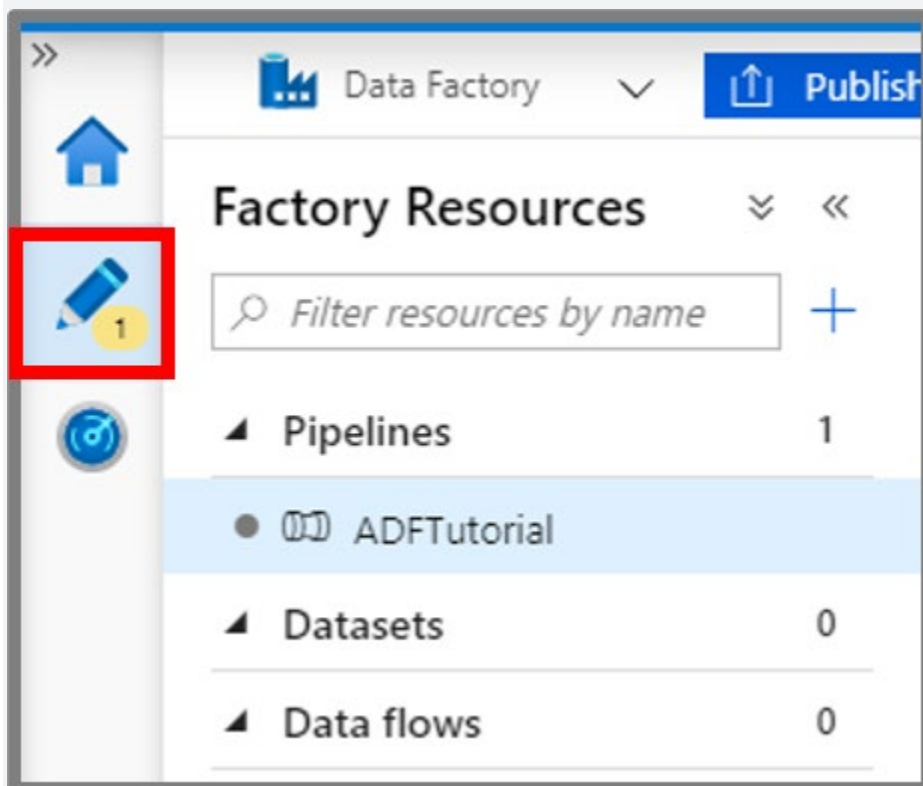 Data Factory
Publish
Factory Resources
1
Filter resources by name
Pipelines 1
ADFTutorial
Datasets 0
Data flows 0